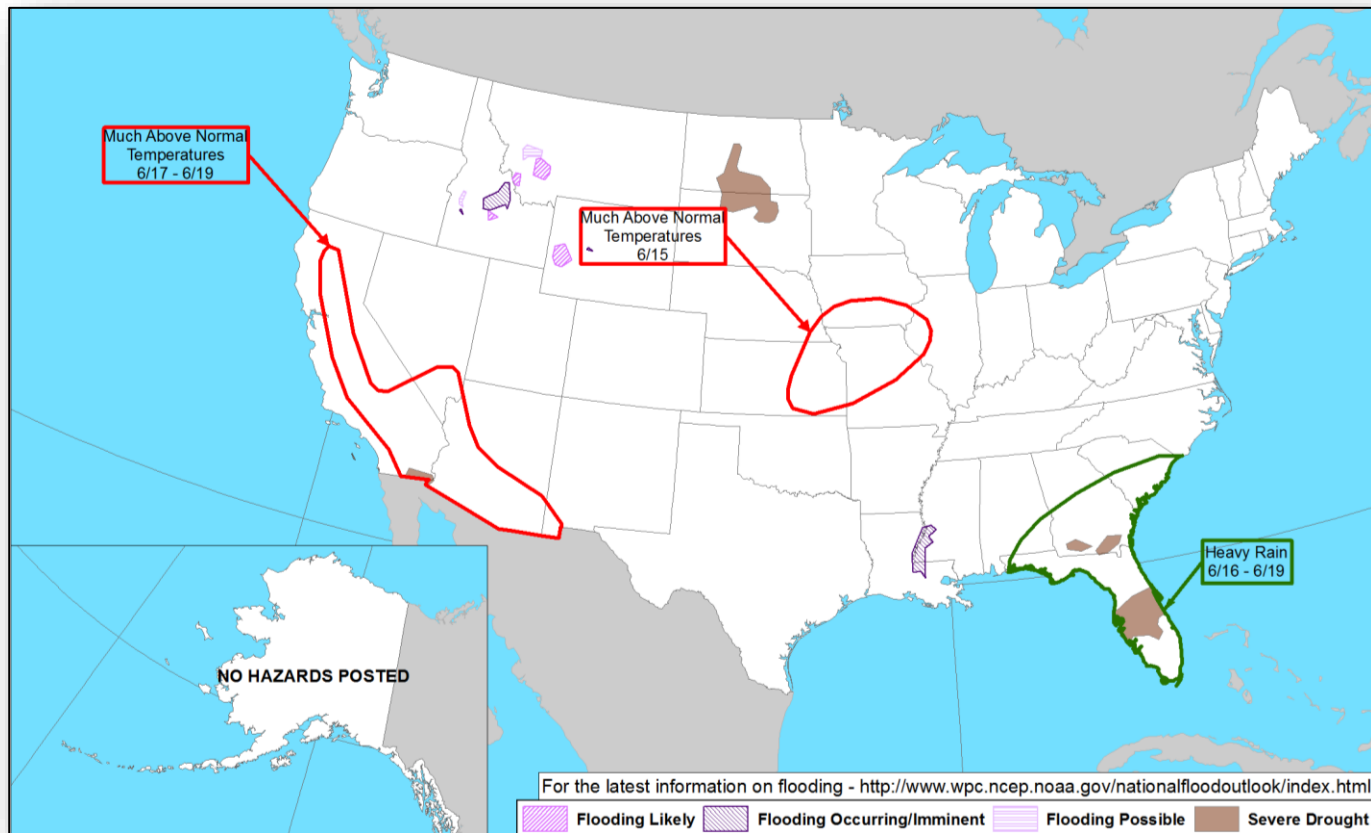 Much Above Normal
Temperatures
6/17 - 6/19
Much Above Normal
Temperatures
6/15
Heavy Rain
6/16 - 6/19
NO HAZARDS POSTED
For the latest information on flooding - http://www.wpc.ncep.noaa.gov/nationalfloodoutlook/index.html
Flooding Likely
Flooding Occurring/Imminent
Flooding Possible
Severe Drought